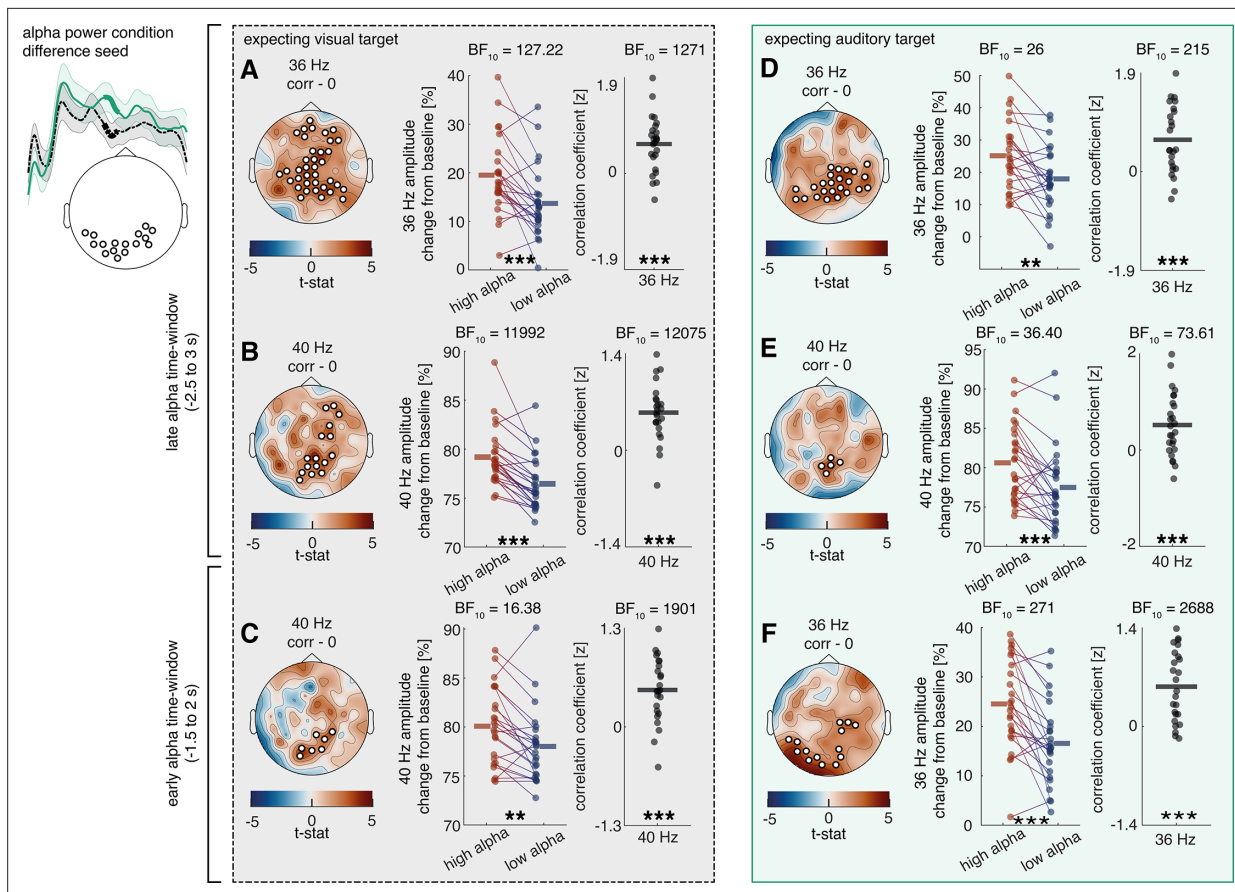 alpha power condition
difference seed
late alpha time-window
(-2.5 to 3 s)
early alpha time-window
(-1.5 to 2 s)
expecting visual target
A
36 Hz
corr - 0
-5 0 5
t-stat
BF10 = 127.22
36 Hz amplitude
change from baseline [%]
40
30
20
10
0
***
high alpha
low alpha
BF10 = 1271
correlation coefficient [z]
1.9
0
-1.9
***
36 Hz
B
40 Hz
corr - 0
-5 0 5
t-stat
BF10 = 11992
40 Hz amplitude
change from baseline [%]
90
85
80
75
70
***
high alpha
low alpha
BF10 = 12075
correlation coefficient [z]
1.4
0
-1.4
***
40 Hz
C
40 Hz
corr - 0
-5 0 5
t-stat
BF10 = 16.38
40 Hz amplitude
change from baseline [%]
90
85
80
75
70
**
high alpha
low alpha
BF10 = 1901
correlation coefficient [z]
1.3
0
-1.3
***
40 Hz
expecting auditory target
D
36 Hz
corr - 0
-5 0 5
t-stat
BF10 = 26
36 Hz amplitude
change from baseline [%]
50
40
30
20
10
0
**
high alpha
low alpha
BF10 = 215
correlation coefficient [z]
1.9
0
-1.9
***
36 Hz
E
40 Hz
corr - 0
-5 0 5
t-stat
BF10 = 36.40
40 Hz amplitude
change from baseline [%]
95
90
85
80
75
70
***
high alpha
low alpha
BF10 = 73.61
correlation coefficient [z]
2
0
-2
***
40 Hz
F
36 Hz
corr - 0
-5 0 5
t-stat
BF10 = 271
36 Hz amplitude
change from baseline [%]
40
30
20
10
0
***
high alpha
low alpha
BF10 = 2688
correlation coefficient [z]
1.4
0
-1.4
***
36 Hz